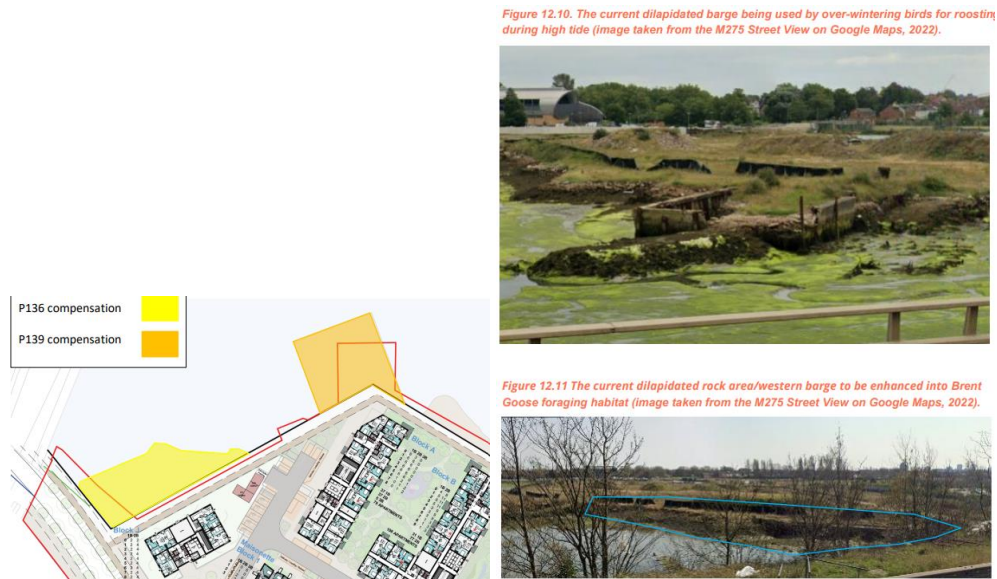 Figure 12.10. The current dilapidated barge being used by over-wintering birds for roosting
during high tide (image taken from the M275 Street View on Google Maps, 2022).
P136 compensation
P139 compensation
Block A
Block B
Maisonette
Figure 12.11 The current dilapidated rock area/western barge to be enhanced into Brent
Goose foraging habitat (image taken from the M275 Street View on Google Maps, 2022).